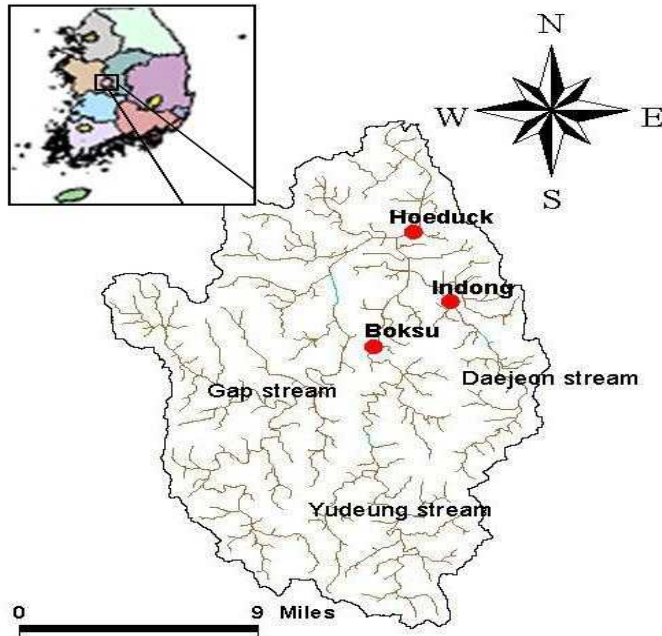 N
W E
S
Hoeduck
Indong
Boksu
Daejeon stream
Gap stream
Yudeung stream
0 9 Miles